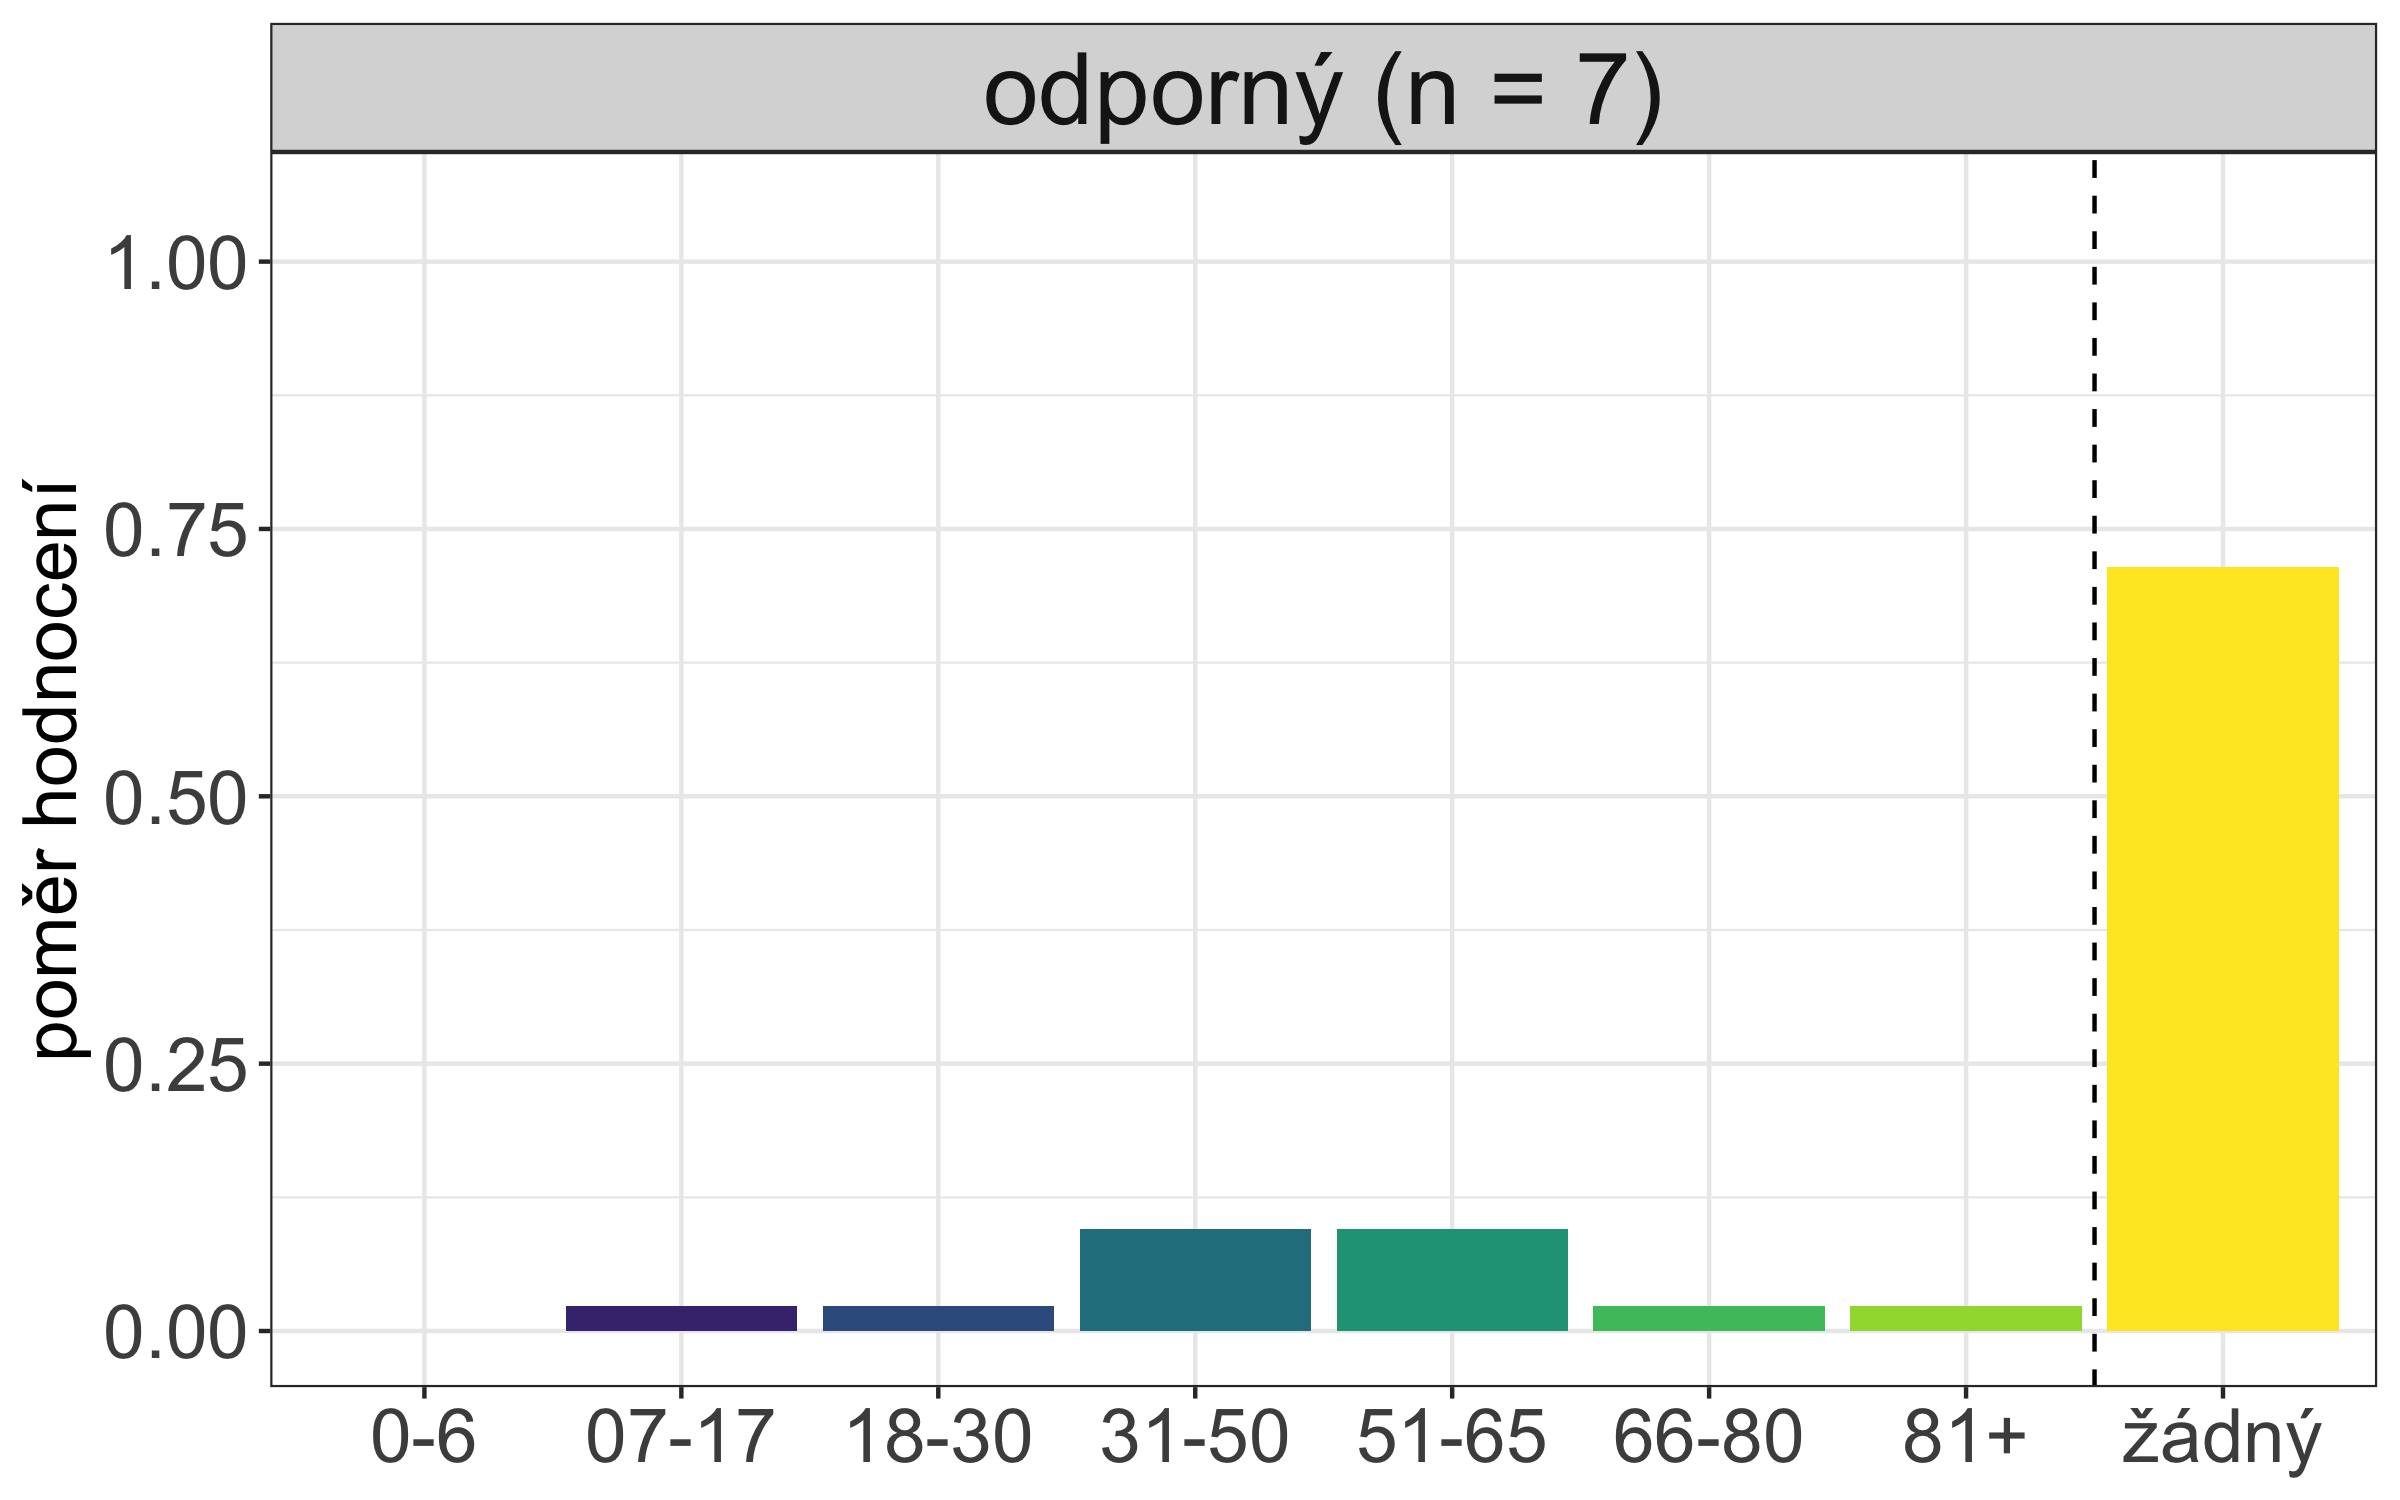 odporný (n = 7)
poměr hodnocení
1.00
0.75
0.50
0.25
0.00
0-6 07-17 18-30 31-50 51-65 66-80 81+ žádný